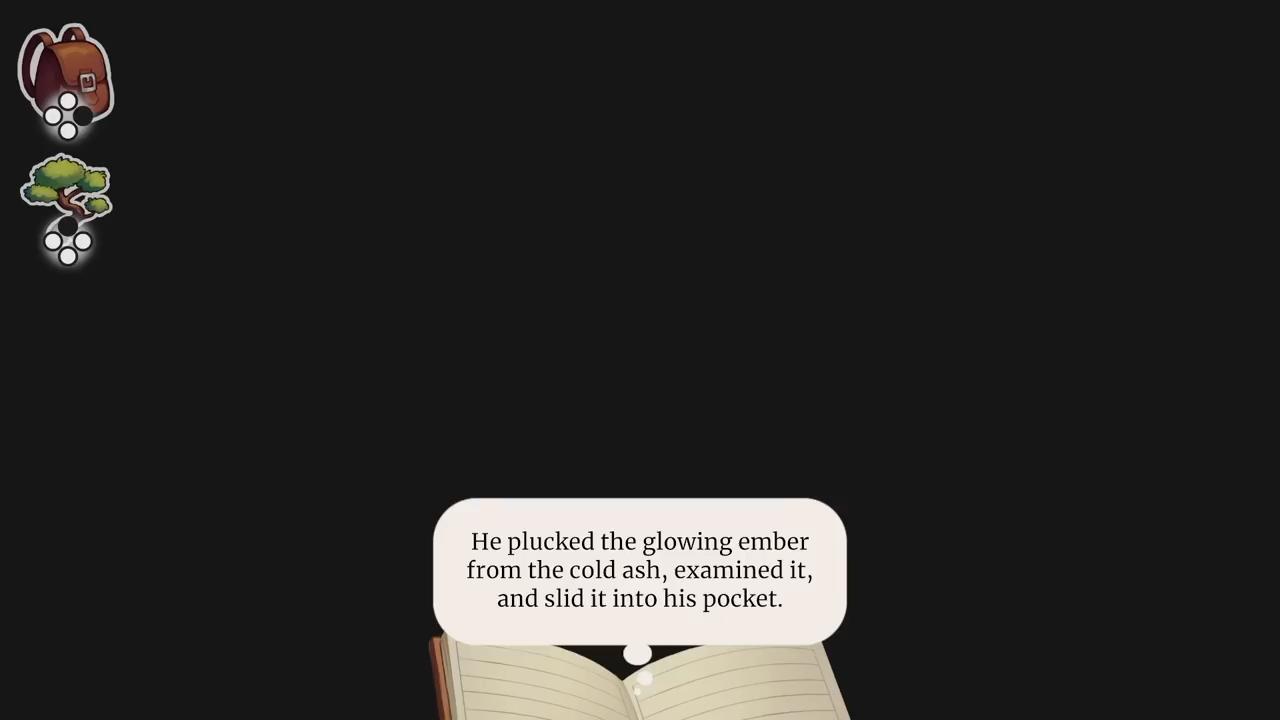 He plucked the glowing ember
from the cold ash, examined it,
and slid it into his pocket.